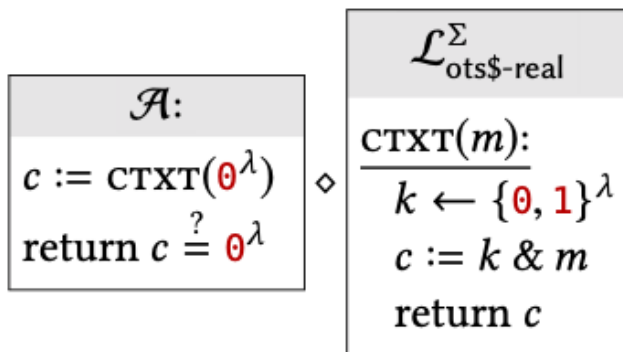 𝒜:
c := CTXT(0^λ)
return c ≟ 0^λ
⋄
ℒ^Σ_ots$-real
CTXT(m):
k ← {0, 1}^λ
c := k & m
return c